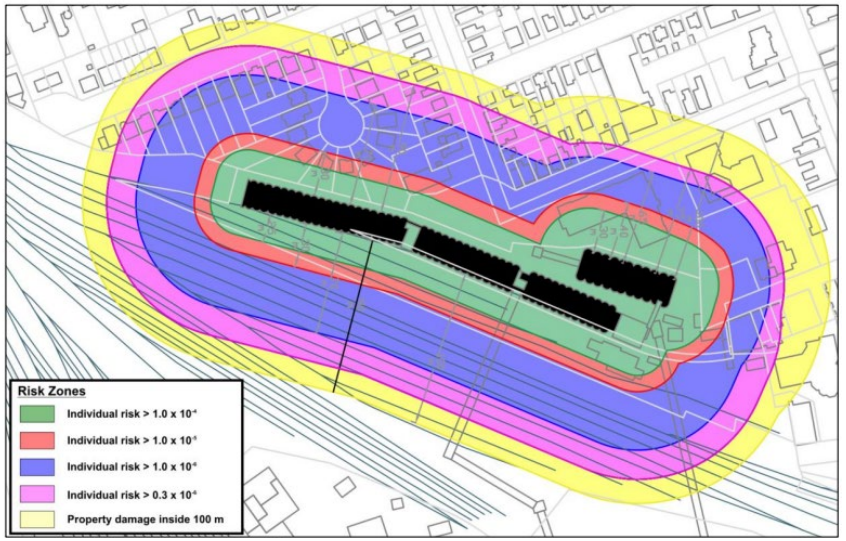 Risk Zones
Individual risk > 1.0 x 10⁻⁴
Individual risk > 1.0 x 10⁻⁵
Individual risk > 1.0 x 10⁻⁶
Individual risk > 0.3 x 10⁻⁶
Property damage inside 100 m